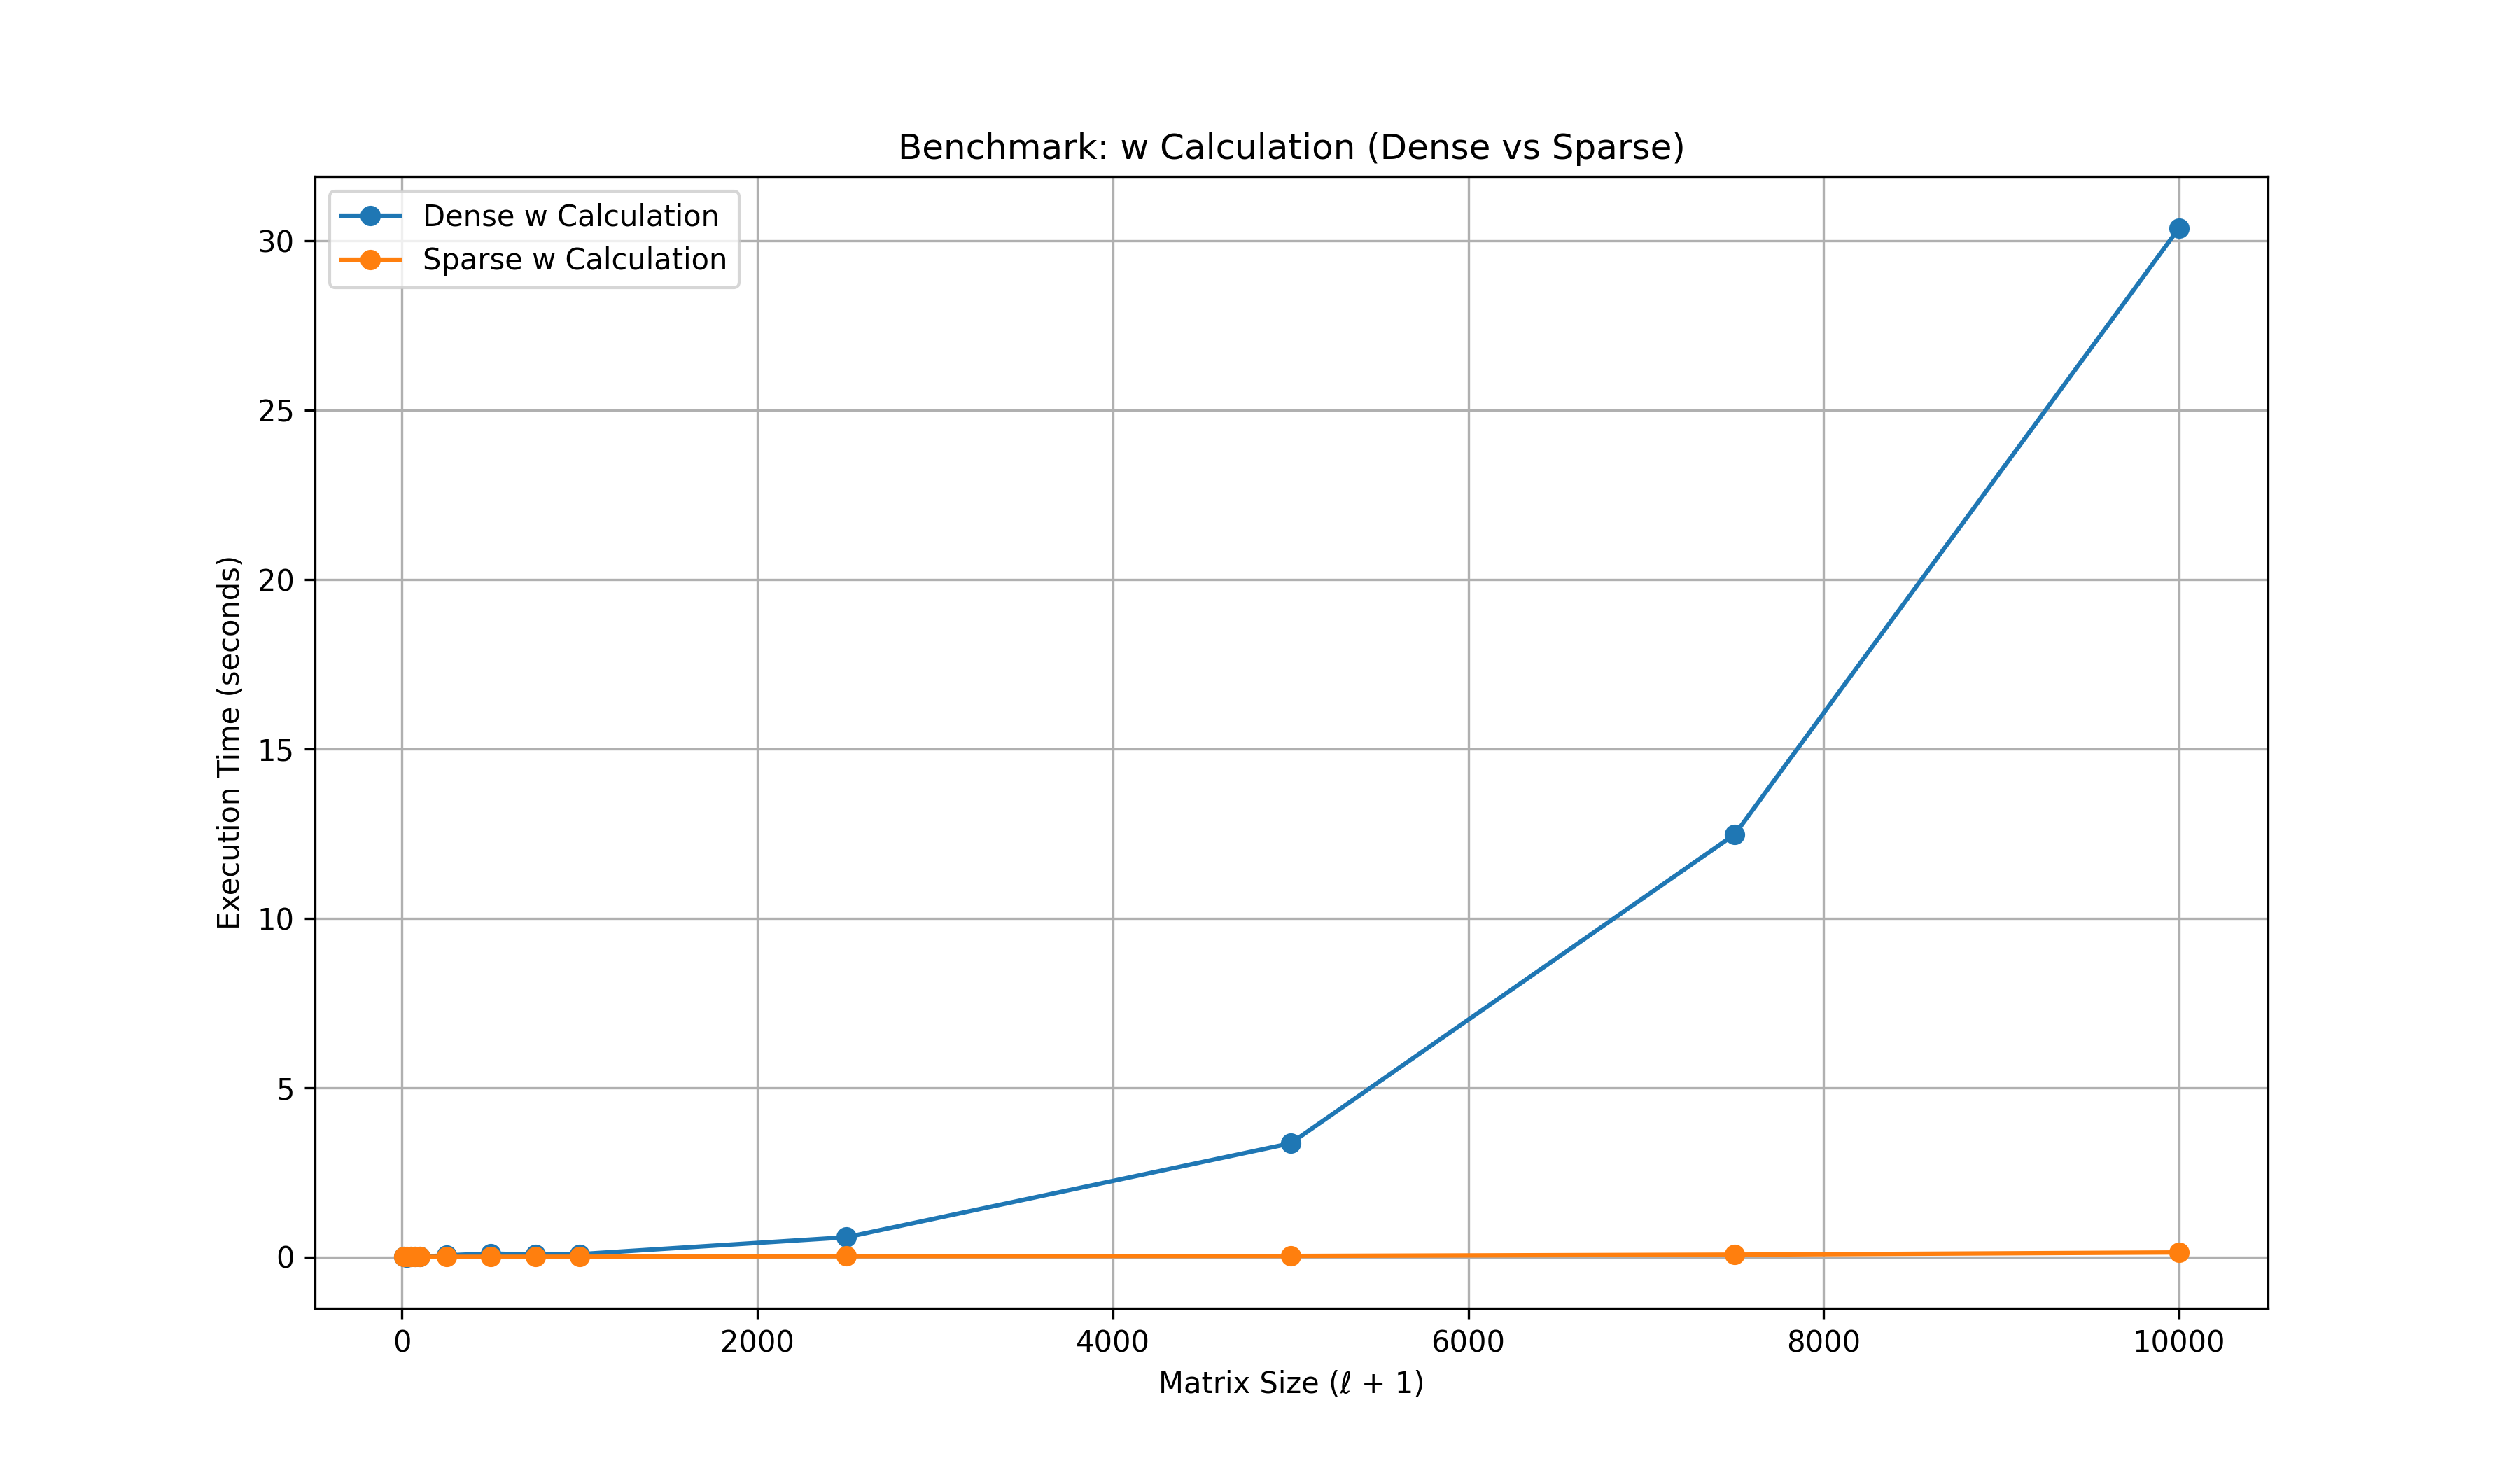 Benchmark: w Calculation (Dense vs Sparse)
Dense w Calculation
Sparse w Calculation
Execution Time (seconds)
30
25
20
15
10
5
0
0 2000 4000 6000 8000 10000
Matrix Size (ℓ + 1)